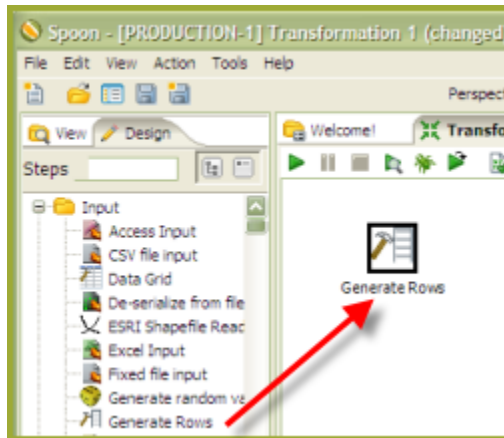 Spoon - [PRODUCTION-1] Transformation 1 (changed
File Edit View Action Tools Help
Perspect
View Design
Welcome! Transfo
Steps
Input
Access Input
CSV file input
Data Grid
De-serialize from file
ESRI Shapefile Reac
Excel Input
Fixed file input
Generate random va
Generate Rows
Generate Rows